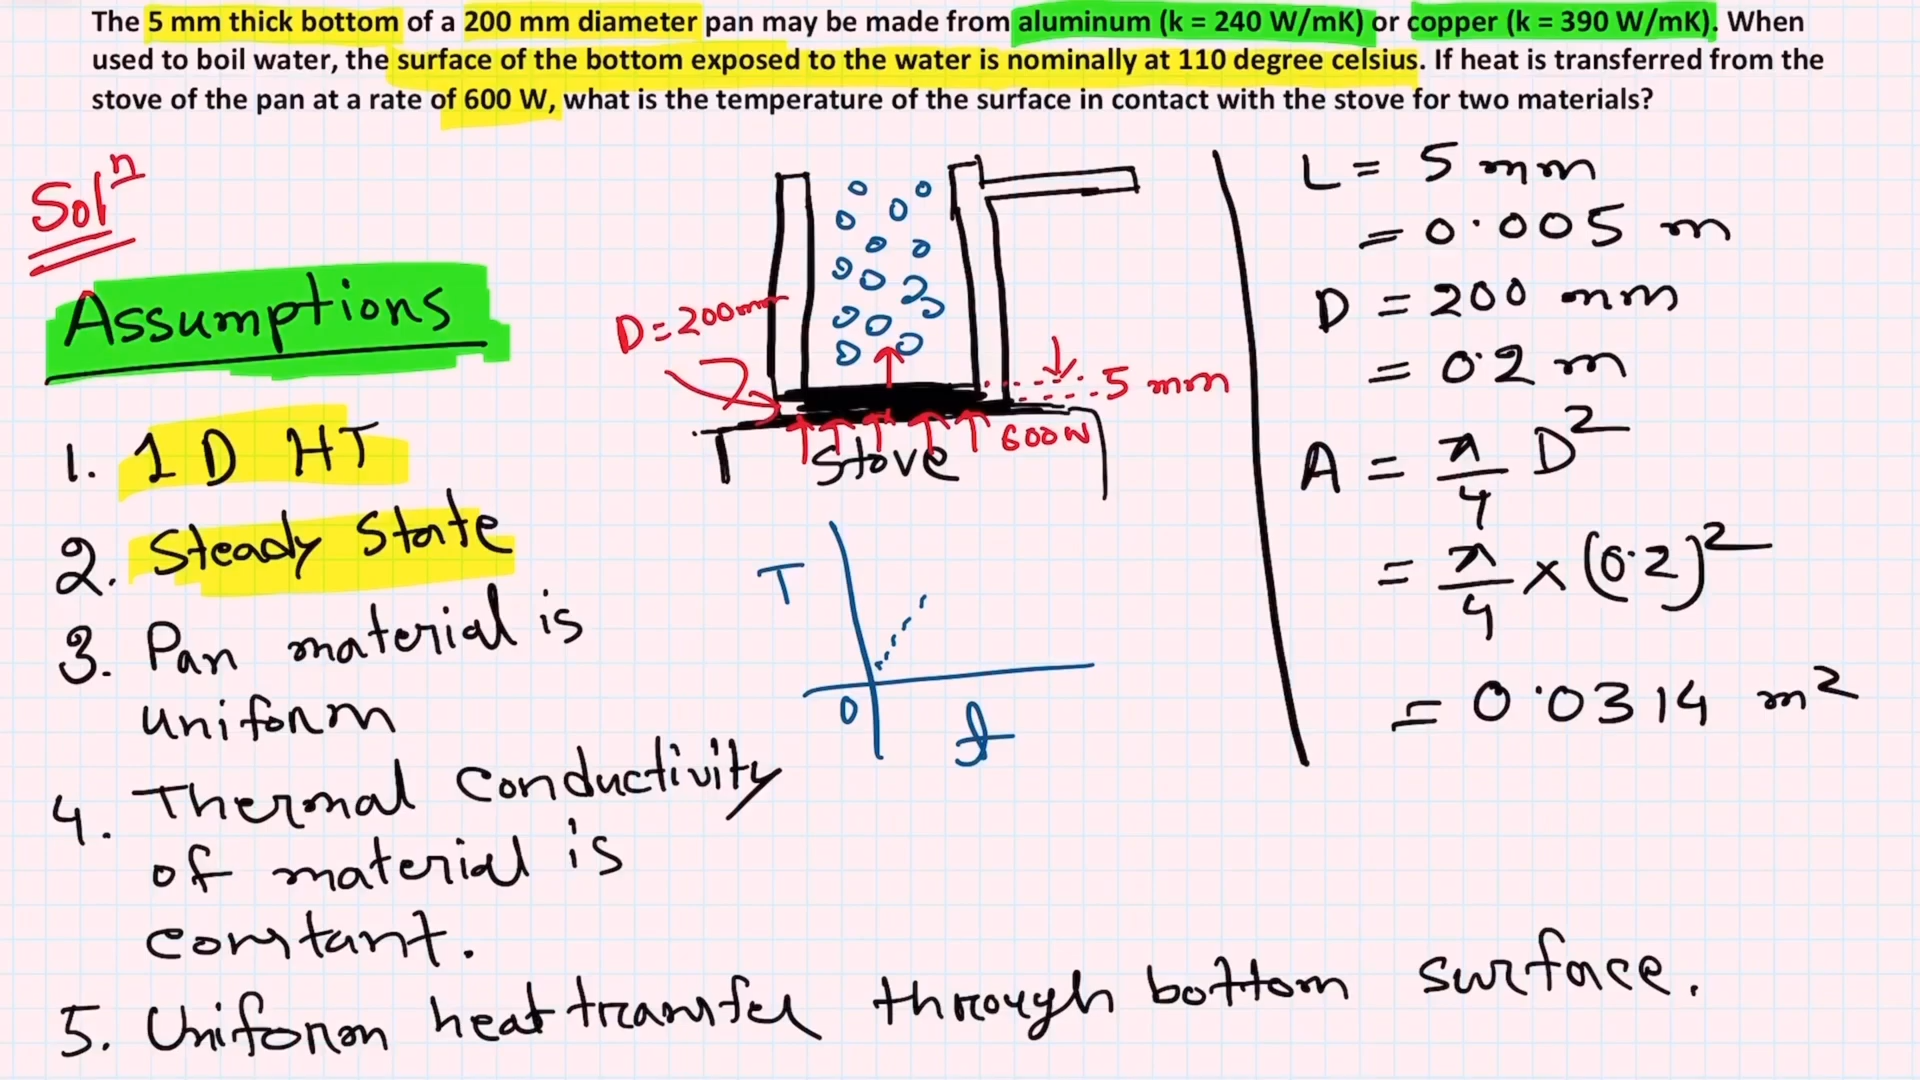 The 5 mm thick bottom of a 200 mm diameter pan may be made from aluminum (k = 240 W/mK) or copper (k = 390 W/mK). When
used to boil water, the surface of the bottom exposed to the water is nominally at 110 degree celsius. If heat is transferred from the
stove of the pan at a rate of 600 W, what is the temperature of the surface in contact with the stove for two materials?
Solⁿ
Assumptions
1. 1 D HT
2. Steady State
3. Pan material is
uniform
4. Thermal Conductivity
of material is
constant.
5. Uniform heat transfer through bottom surface.
D = 200mm
5 mm
600W
Stove
T
0
t
L = 5 mm
= 0.005 m
D = 200 mm
= 0.2 m
A = π/4 D²
= π/4 × (0.2)²
= 0.0314 m²